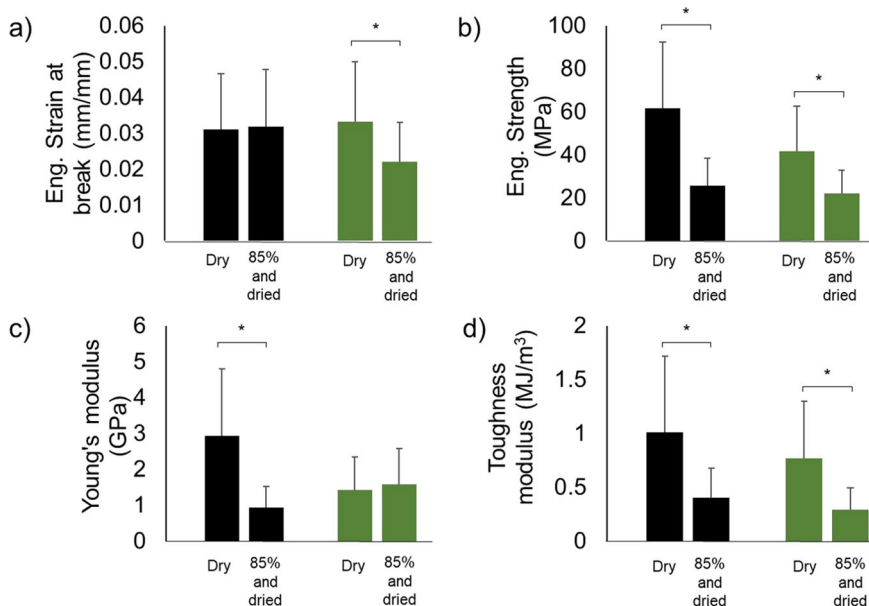 a)
Eng. Strain at
break (mm/mm)
0.06
0.05
0.04
0.03
0.02
0.01
0
*
Dry
85%
and
dried
Dry
85%
and
dried
b)
Eng. Strength
(MPa)
100
80
60
40
20
0
*
*
Dry
85%
and
dried
Dry
85%
and
dried
c)
Young's modulus
(GPa)
6
5
4
3
2
1
0
*
Dry
85%
and
dried
Dry
85%
and
dried
d)
Toughness
modulus (MJ/m³)
2
1.5
1
0.5
0
*
*
Dry
85%
and
dried
Dry
85%
and
dried